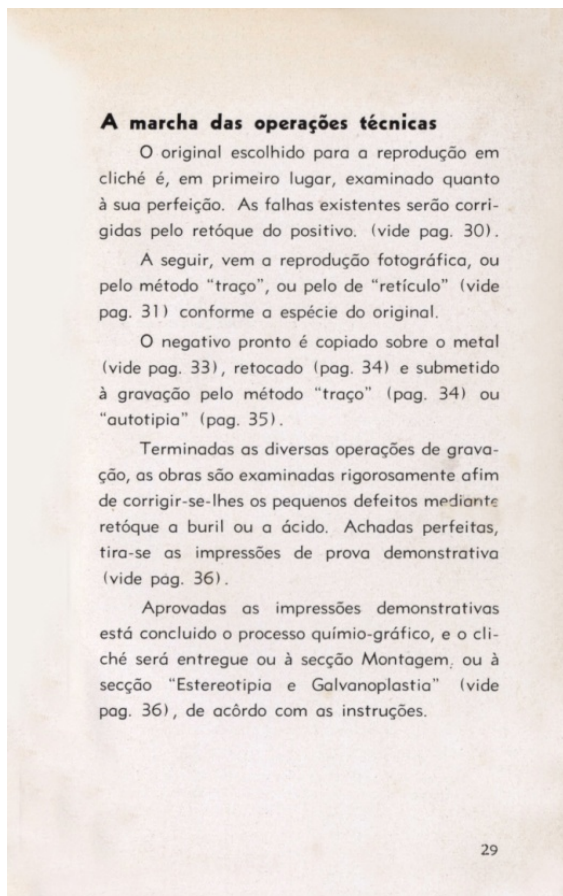 A marcha das operações técnicas
O original escolhido para a reprodução em
cliché é, em primeiro lugar, examinado quanto
à sua perfeição. As falhas existentes serão corri-
gidas pelo retóque do positivo. (vide pag. 30).
A seguir, vem a reprodução fotográfica, ou
pelo método "traço", ou pelo de "retículo" (vide
pag. 31) conforme a espécie do original.
O negativo pronto é copiado sobre o metal
(vide pag. 33), retocado (pag. 34) e submetido
à gravação pelo método "traço" (pag. 34) ou
"autotipia" (pag. 35).
Terminadas as diversas operações de grava-
ção, as obras são examinadas rigorosamente afim
de corrigir-se-lhes os pequenos defeitos mediante
retóque a buril ou a ácido. Achadas perfeitas,
tira-se as impressões de prova demonstrativa
(vide pag. 36).
Aprovadas as impressões demonstrativas
está concluido o processo químio-gráfico, e o cli-
ché será entregue ou à secção Montagem, ou à
secção "Estereotipia e Galvanoplastia" (vide
pag. 36), de acôrdo com as instruções.
29